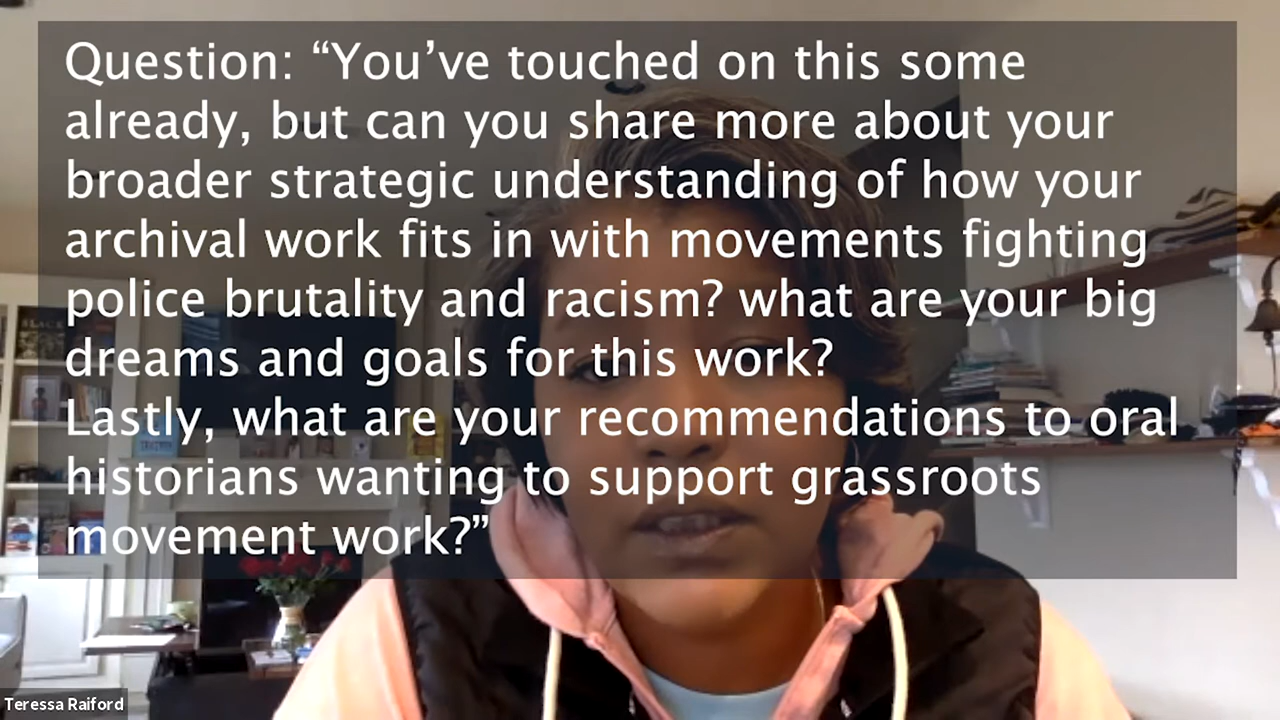 Question: “You’ve touched on this some
already, but can you share more about your
broader strategic understanding of how your
archival work fits in with movements fighting
police brutality and racism? what are your big
dreams and goals for this work?
Lastly, what are your recommendations to oral
historians wanting to support grassroots
movement work?”
BLACK
Teressa Raiford